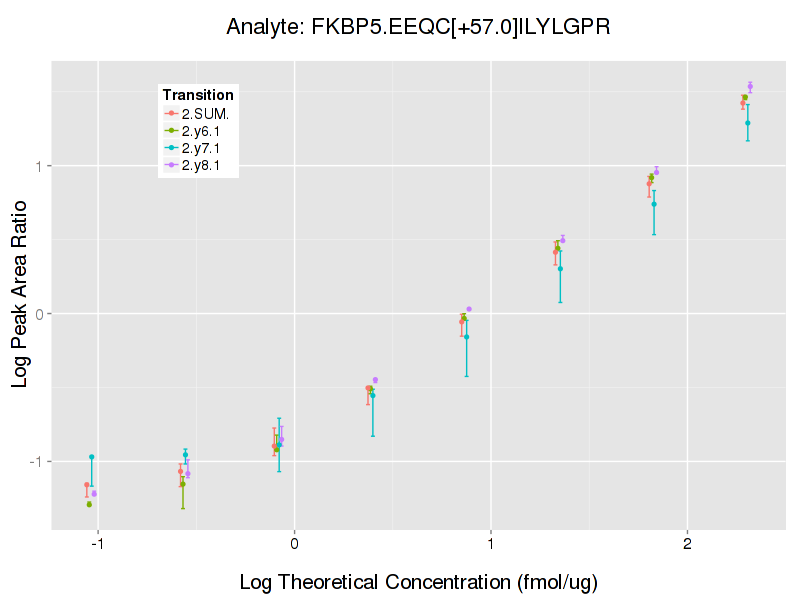 Analyte: FKBP5.EEQC[+57.0]ILYLGPR
Transition
2.SUM.
2.y6.1
2.y7.1
2.y8.1
Log Peak Area Ratio
1
0
-1
-1 0 1 2
Log Theoretical Concentration (fmol/ug)